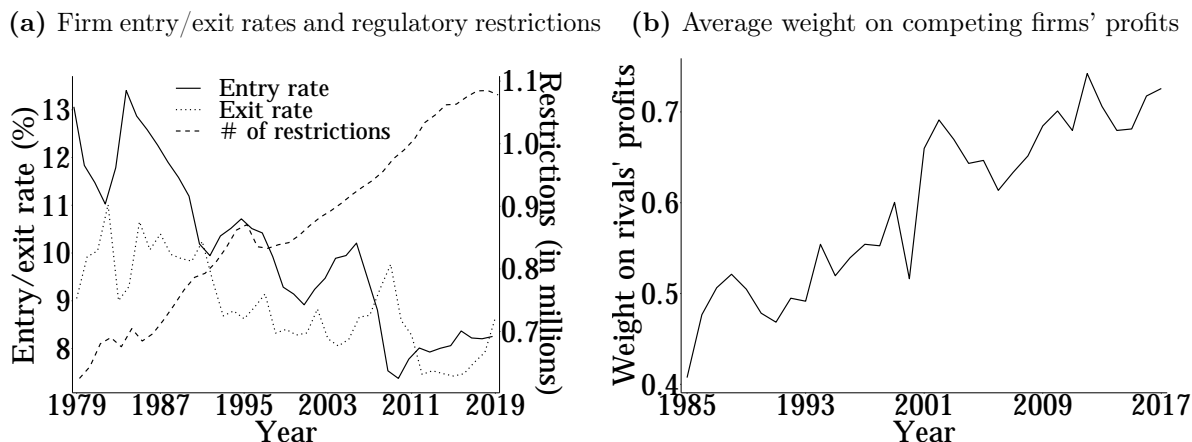 (a) Firm entry/exit rates and regulatory restrictions
Entry/exit rate (%)
13
12
11
10
9
8
Entry rate
Exit rate
# of restrictions
1.1
1.0
0.9
0.8
0.7
Restrictions (in millions)
1979 1987 1995 2003 2011 2019
Year
(b) Average weight on competing firms' profits
Weight on rivals' profits
0.7
0.6
0.5
0.4
1985 1993 2001 2009 2017
Year